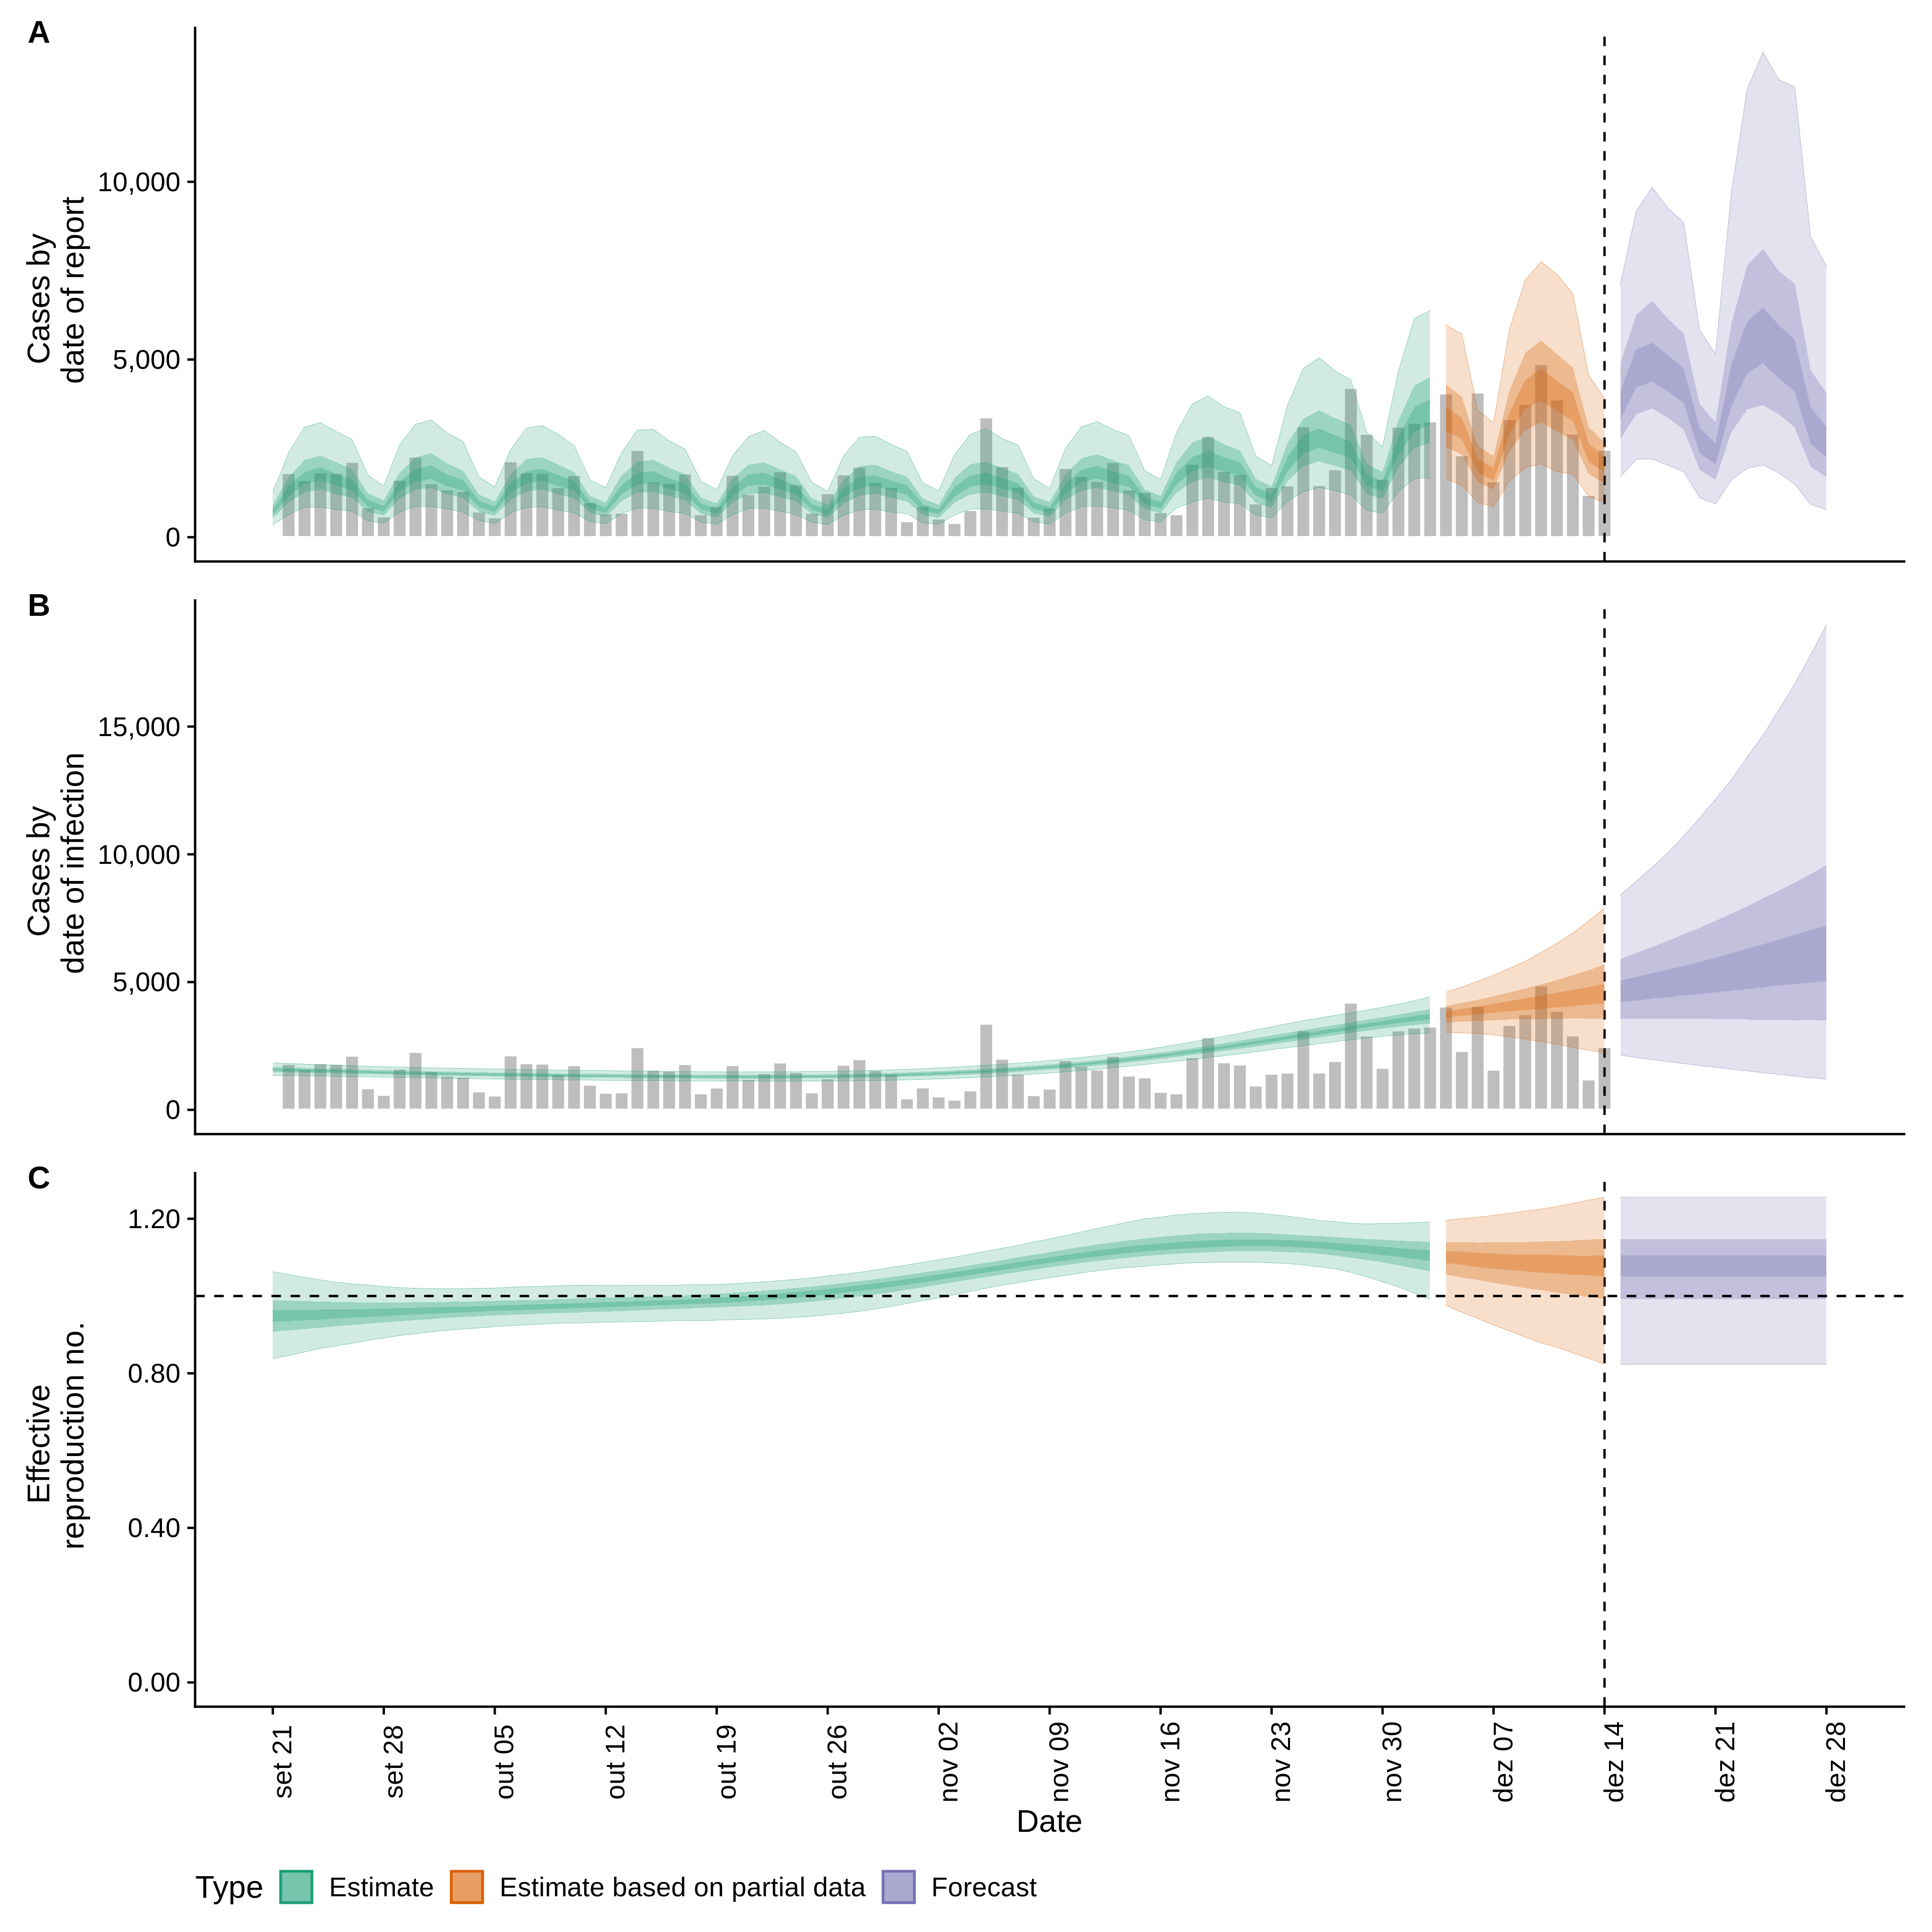 A
Cases by
date of report
10,000
5,000
0
B
Cases by
date of infection
15,000
10,000
5,000
0
C
Effective
reproduction no.
1.20
0.80
0.40
0.00
set 21
set 28
out 05
out 12
out 19
out 26
nov 02
nov 09
nov 16
nov 23
nov 30
dez 07
dez 14
dez 21
dez 28
Date
Type Estimate Estimate based on partial data Forecast